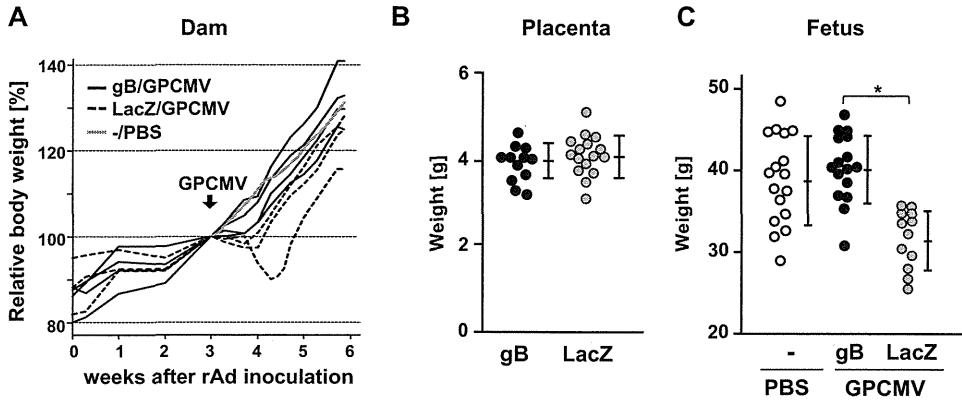 A
Dam
Relative body weight [%]
140
120
100
80
gB/GPCMV
LacZ/GPCMV
-/PBS
GPCMV
0 1 2 3 4 5 6
weeks after rAd inoculation
B
Placenta
Weight [g]
6
4
2
0
gB LacZ
C
Fetus
Weight [g]
50
40
30
20
*
- gB LacZ
PBS GPCMV